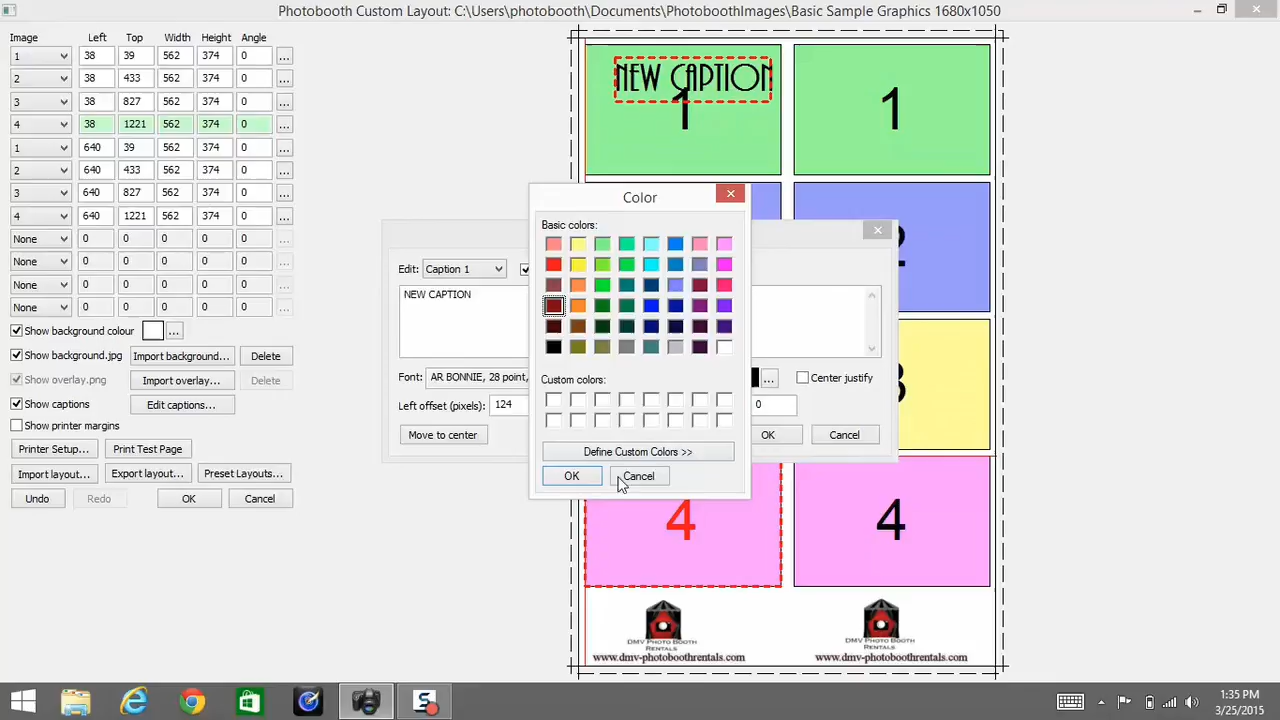 Photobooth Custom Layout: C:\Users\photobooth\Documents\PhotoboothImages\Basic Sample Graphics 1680x1050
Image Left Top Width Height Angle
1 38 39 562 374 0 ...
2 38 433 562 374 0 ...
3 38 827 562 374 0 ...
4 38 1221 562 374 0 ...
1 640 39 562 374 0 ...
2 640 433 562 374 0 ...
3 640 827 562 374 0 ...
4 640 1221 562 374 0 ...
None 0 0 0 0 0 ...
None 0 0 0 0 0 ...
None 0 0 0 0 0 ...
None 0 0 0 0 0 ...
Show background colour ...
Show background.jpg Import background... Delete
Show overlay.png Import overlay... Delete
Show captions Edit captions...
Show printer margins
Printer Setup... Print Test Page
Import layout... Export layout... Preset Layouts...
Undo Redo OK Cancel
NEW CAPTION
1 1
2
3
4 4
Edit: Caption 1
NEW CAPTION
Font: AR BONNIE, 28 point, ... Center justify
Left offset (pixels): 124 0
Move to center OK Cancel
Color
Basic colors:
Custom colors:
Define Custom Colors >>
OK Cancel
DMV PHOTO BOOTH
RENTALS
www.dmv-photoboothrentals.com
DMV PHOTO BOOTH
RENTALS
www.dmv-photoboothrentals.com
1:35 PM
3/25/2015